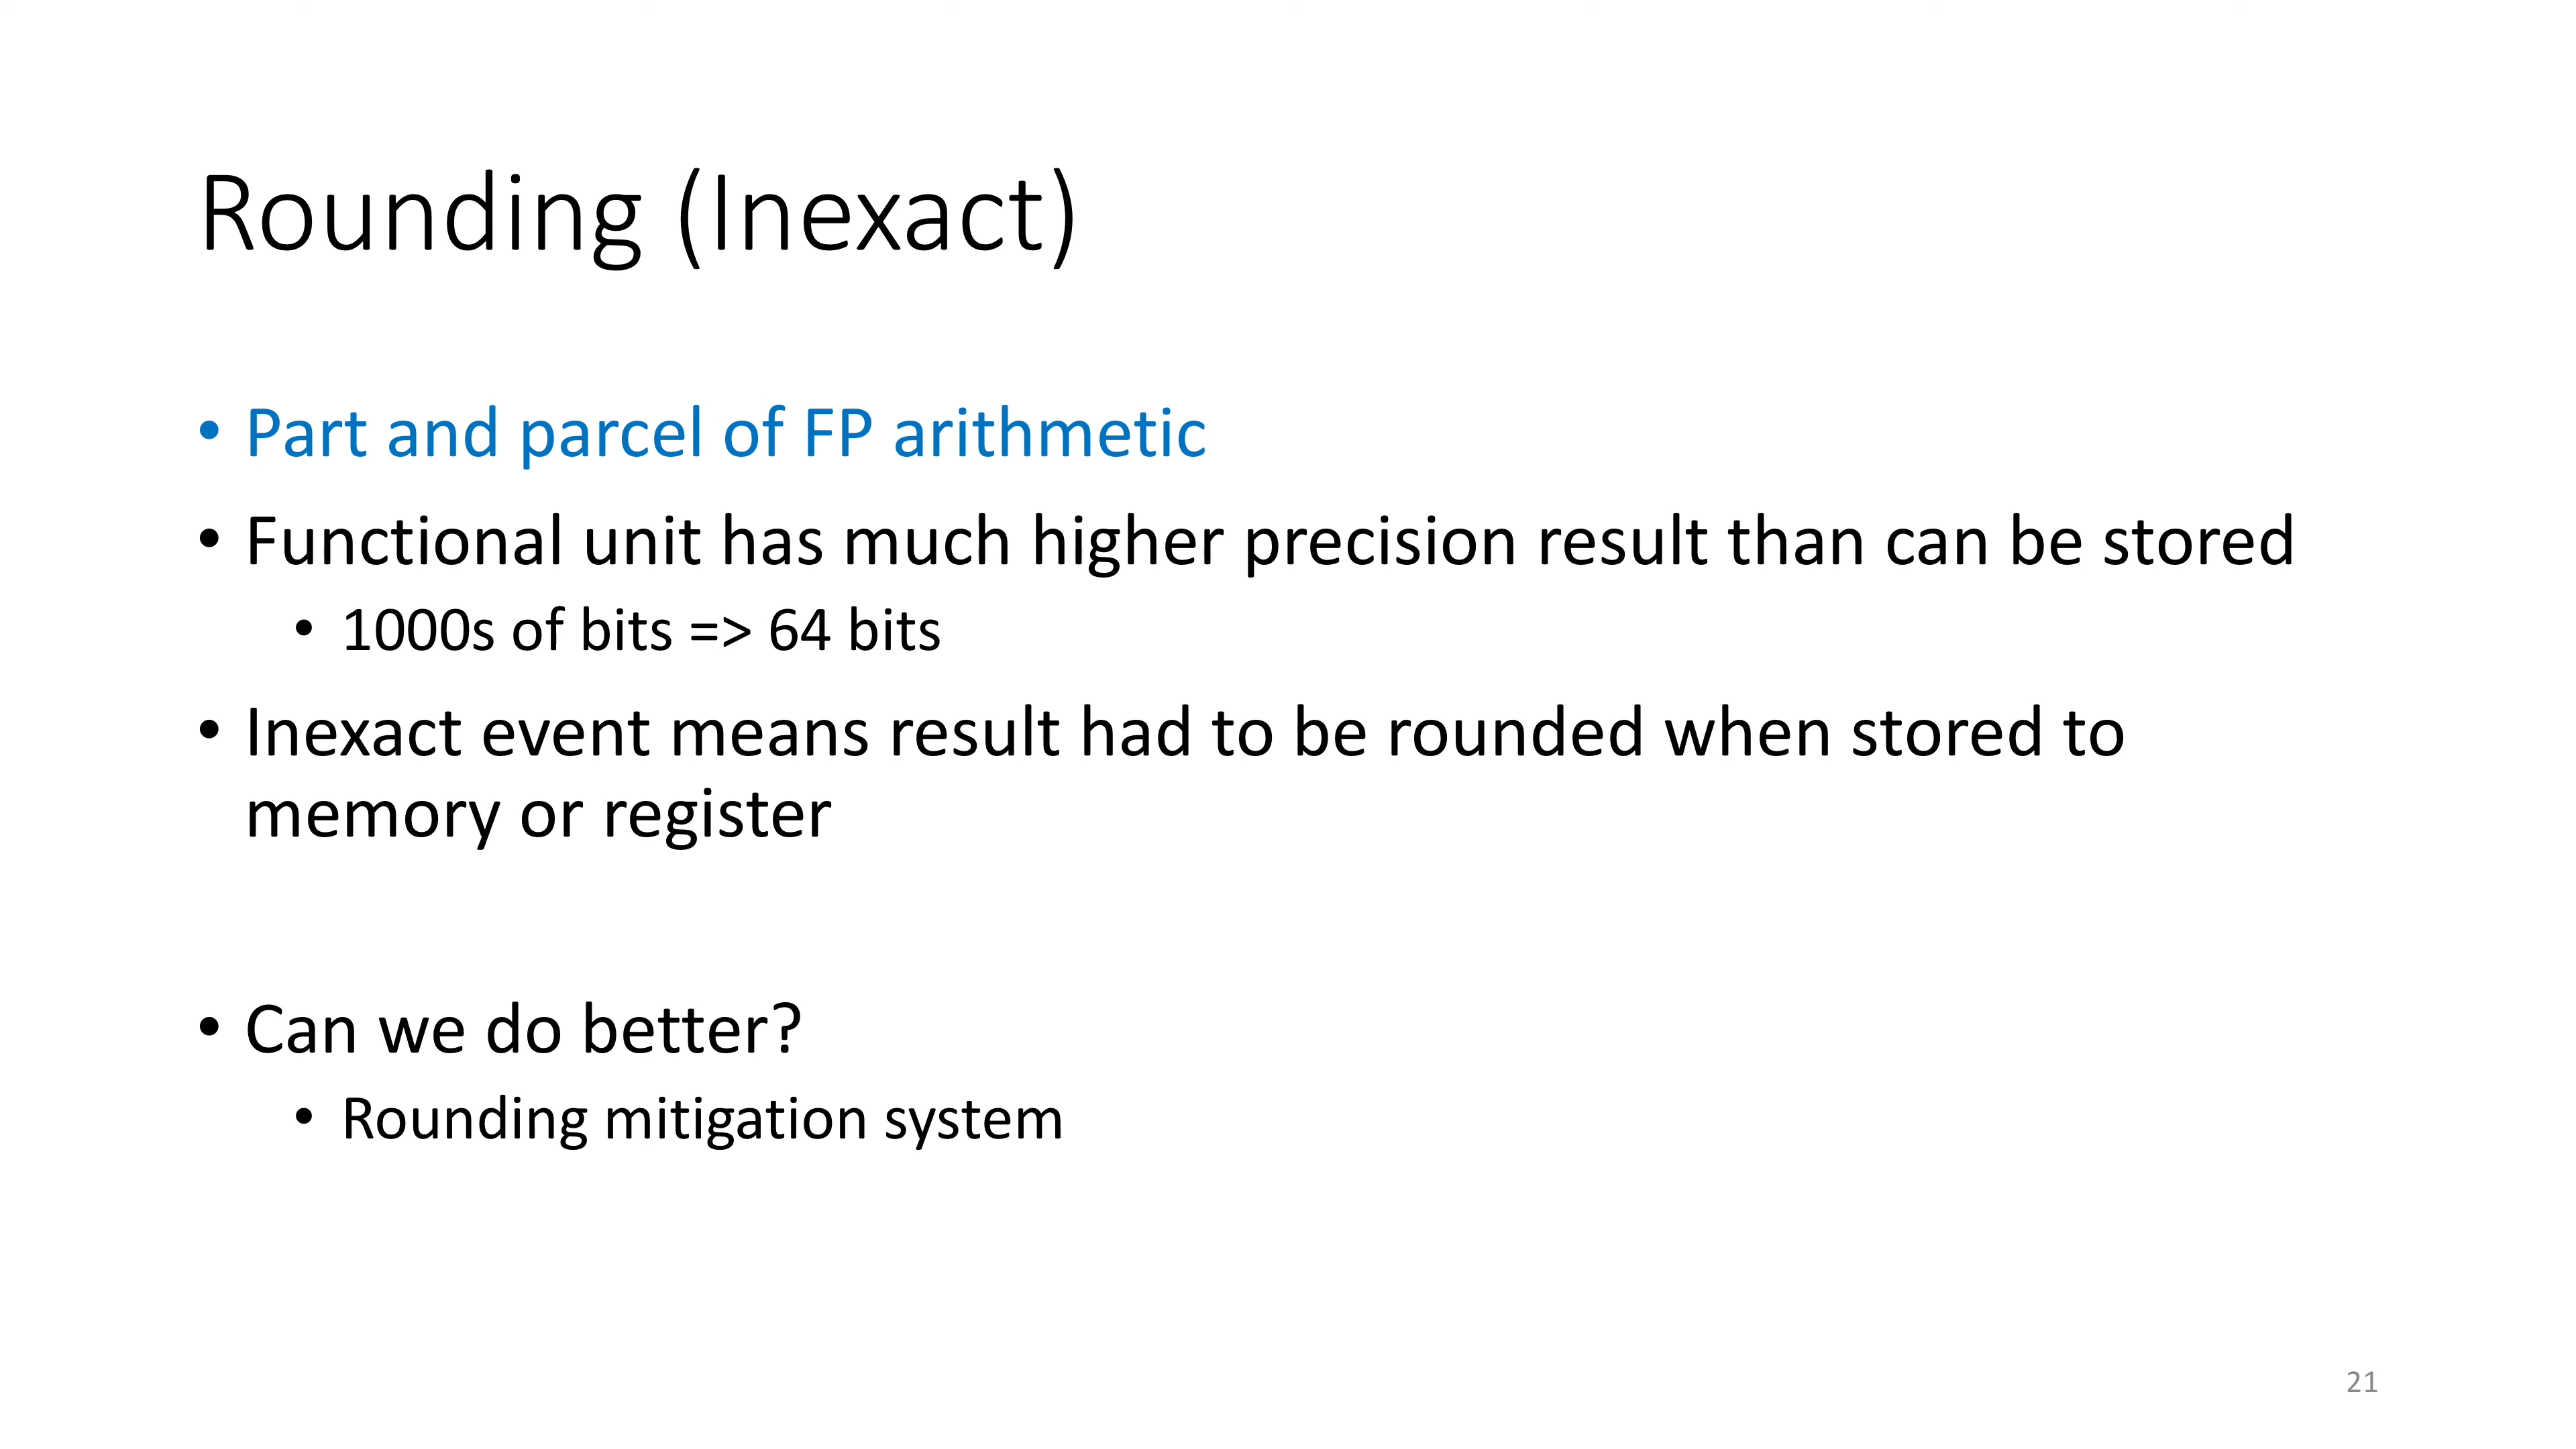 Rounding (Inexact)
• Part and parcel of FP arithmetic
• Functional unit has much higher precision result than can be stored
• 1000s of bits => 64 bits
• Inexact event means result had to be rounded when stored to
memory or register
• Can we do better?
• Rounding mitigation system
21